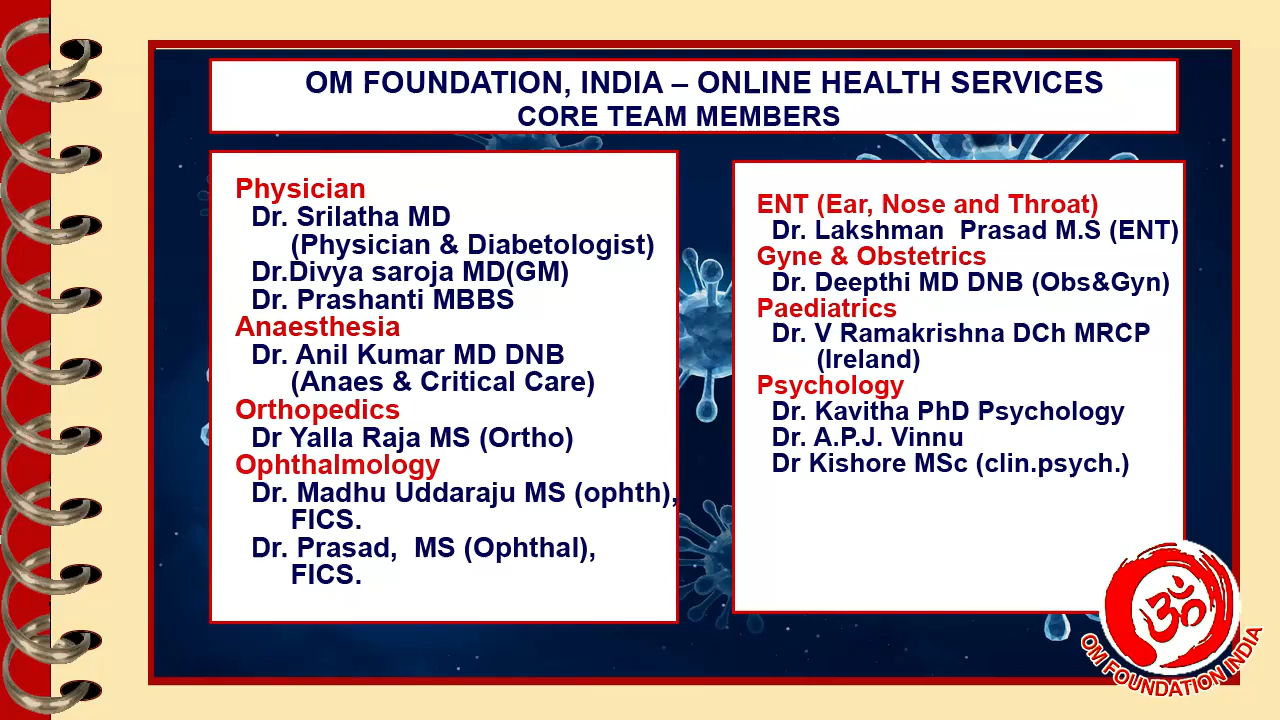 OM FOUNDATION, INDIA – ONLINE HEALTH SERVICES
CORE TEAM MEMBERS
Physician
Dr. Srilatha MD
(Physician & Diabetologist)
Dr.Divya saroja MD(GM)
Dr. Prashanti MBBS
Anaesthesia
Dr. Anil Kumar MD DNB
(Anaes & Critical Care)
Orthopedics
Dr Yalla Raja MS (Ortho)
Ophthalmology
Dr. Madhu Uddaraju MS (ophth),
FICS.
Dr. Prasad,  MS (Ophthal),
FICS.
ENT (Ear, Nose and Throat)
Dr. Lakshman  Prasad M.S (ENT)
Gyne & Obstetrics
Dr. Deepthi MD DNB (Obs&Gyn)
Paediatrics
Dr. V Ramakrishna DCh MRCP
(Ireland)
Psychology
Dr. Kavitha PhD Psychology
Dr. A.P.J. Vinnu
Dr Kishore MSc (clin.psych.)
ॐ
OM FOUNDATION INDIA